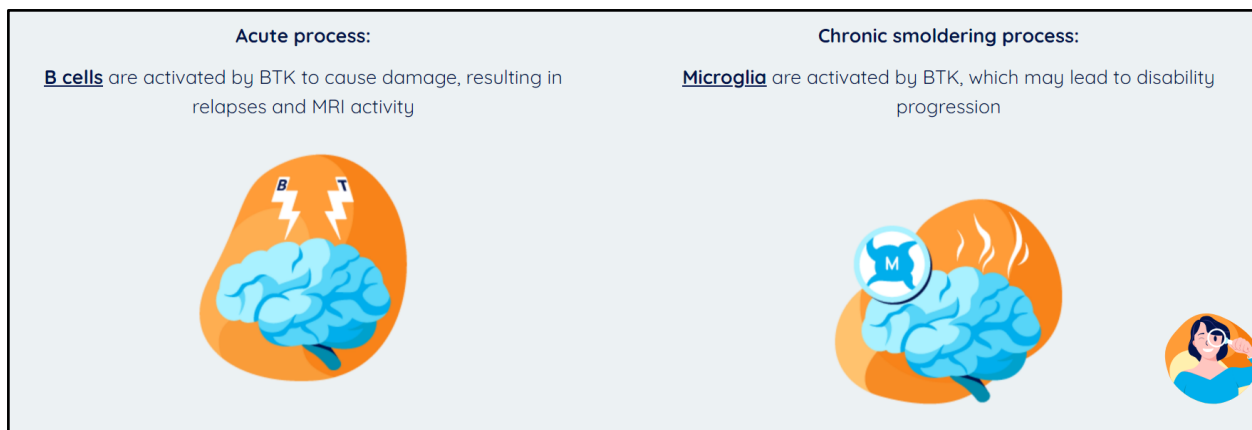 Acute process:
B cells are activated by BTK to cause damage, resulting in
relapses and MRI activity
B T
Chronic smoldering process:
Microglia are activated by BTK, which may lead to disability
progression
M